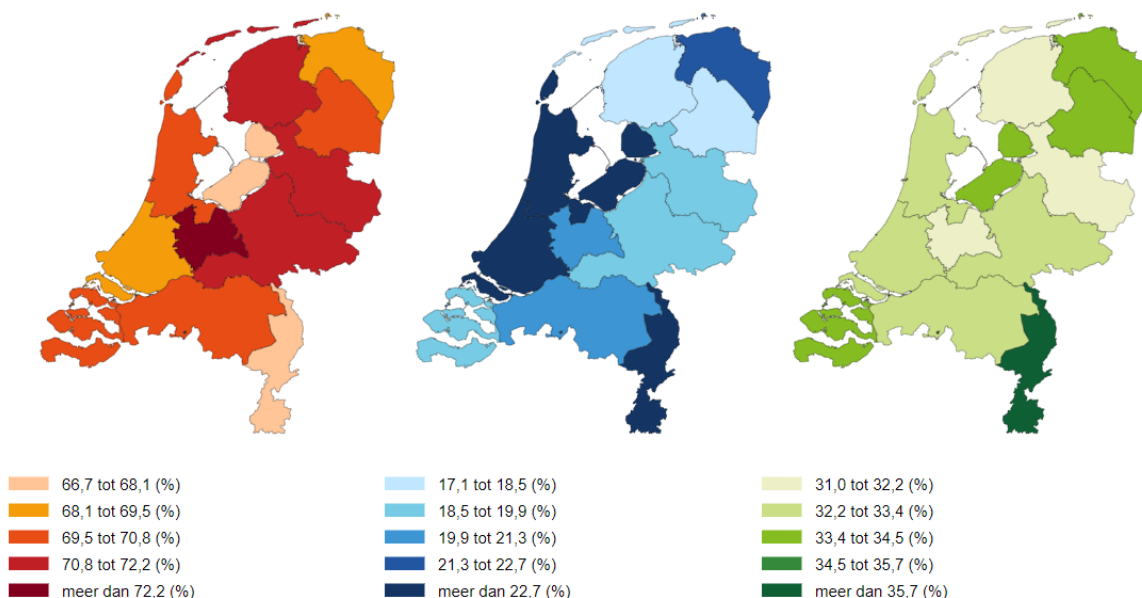 66,7 tot 68,1 (%)
68,1 tot 69,5 (%)
69,5 tot 70,8 (%)
70,8 tot 72,2 (%)
meer dan 72,2 (%)
17,1 tot 18,5 (%)
18,5 tot 19,9 (%)
19,9 tot 21,3 (%)
21,3 tot 22,7 (%)
meer dan 22,7 (%)
31,0 tot 32,2 (%)
32,2 tot 33,4 (%)
33,4 tot 34,5 (%)
34,5 tot 35,7 (%)
meer dan 35,7 (%)